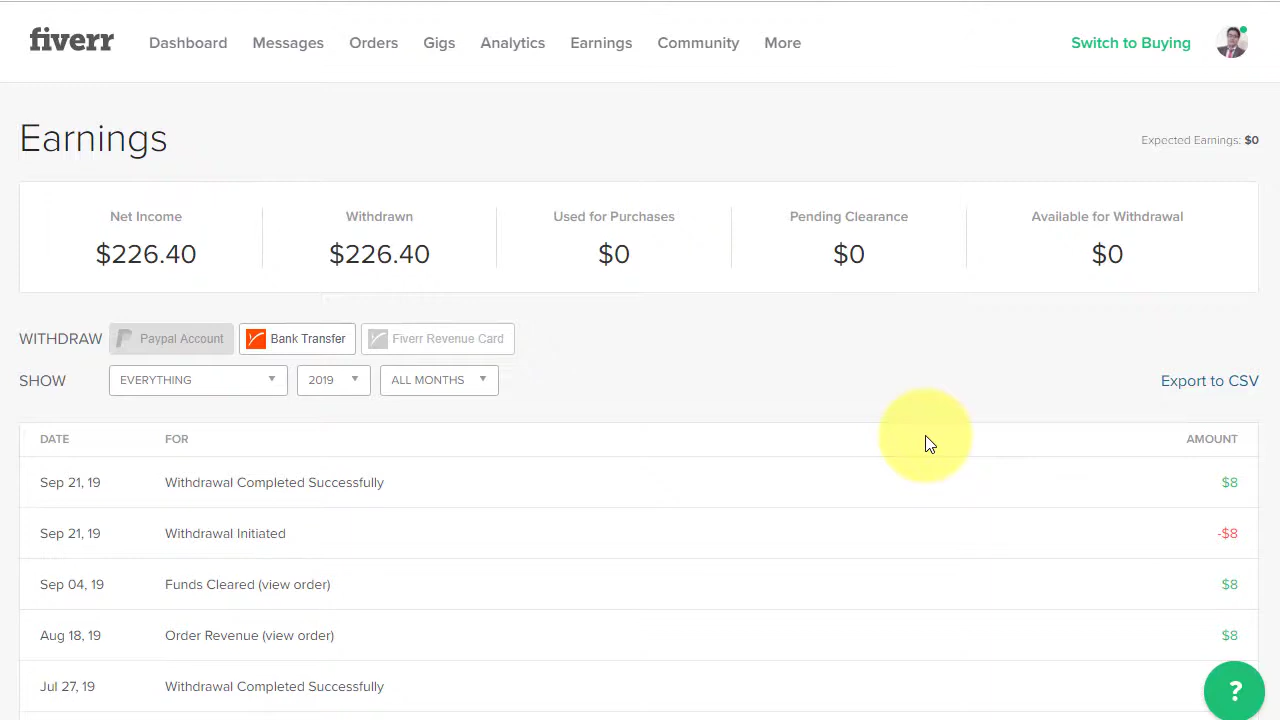 fiverr Dashboard Messages Orders Gigs Analytics Earnings Community More Switch to Buying
Earnings
Expected Earnings: $0
Net Income Withdrawn Used for Purchases Pending Clearance Available for Withdrawal
$226.40 $226.40 $0 $0 $0
WITHDRAW Paypal Account Bank Transfer Fiverr Revenue Card
SHOW EVERYTHING 2019 ALL MONTHS Export to CSV
DATE FOR AMOUNT
Sep 21, 19 Withdrawal Completed Successfully $8
Sep 21, 19 Withdrawal Initiated -$8
Sep 04, 19 Funds Cleared (view order) $8
Aug 18, 19 Order Revenue (view order) $8
Jul 27, 19 Withdrawal Completed Successfully
?